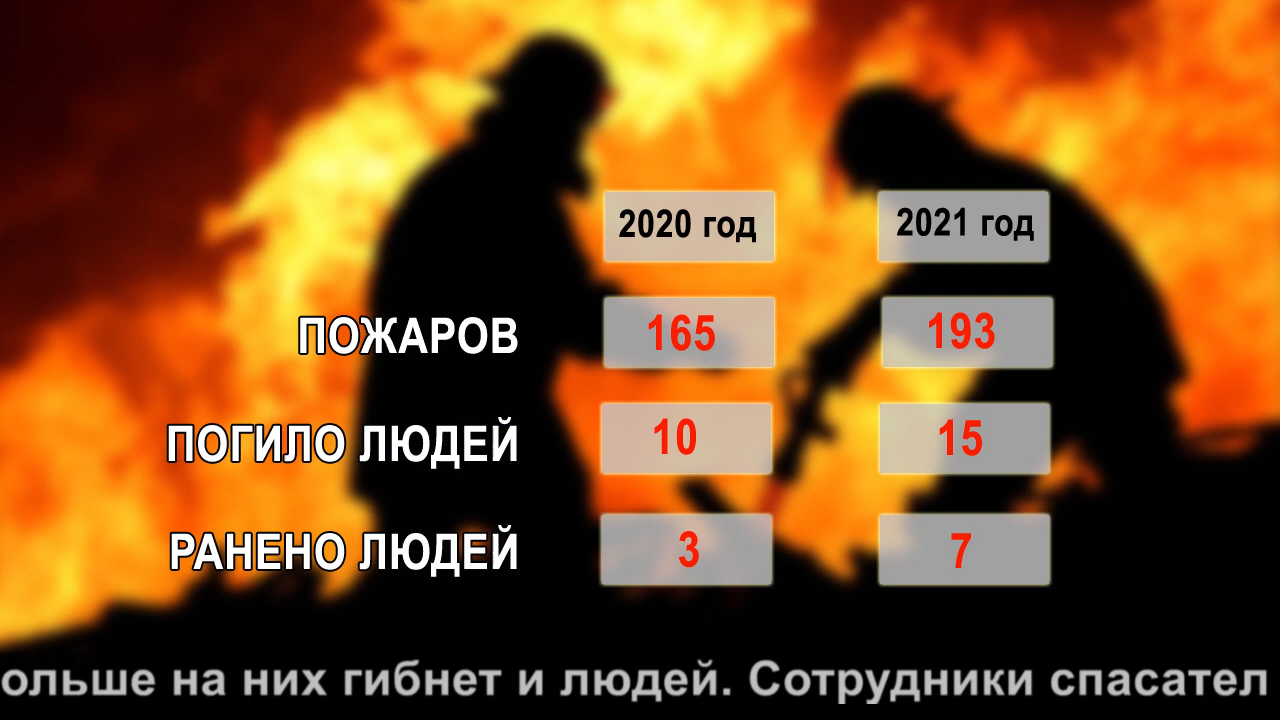 2020 год 2021 год
ПОЖАРОВ 165 193
ПОГИЛО ЛЮДЕЙ 10 15
РАНЕНО ЛЮДЕЙ 3 7
ольше на них гибнет и людей. Сотрудники спасател